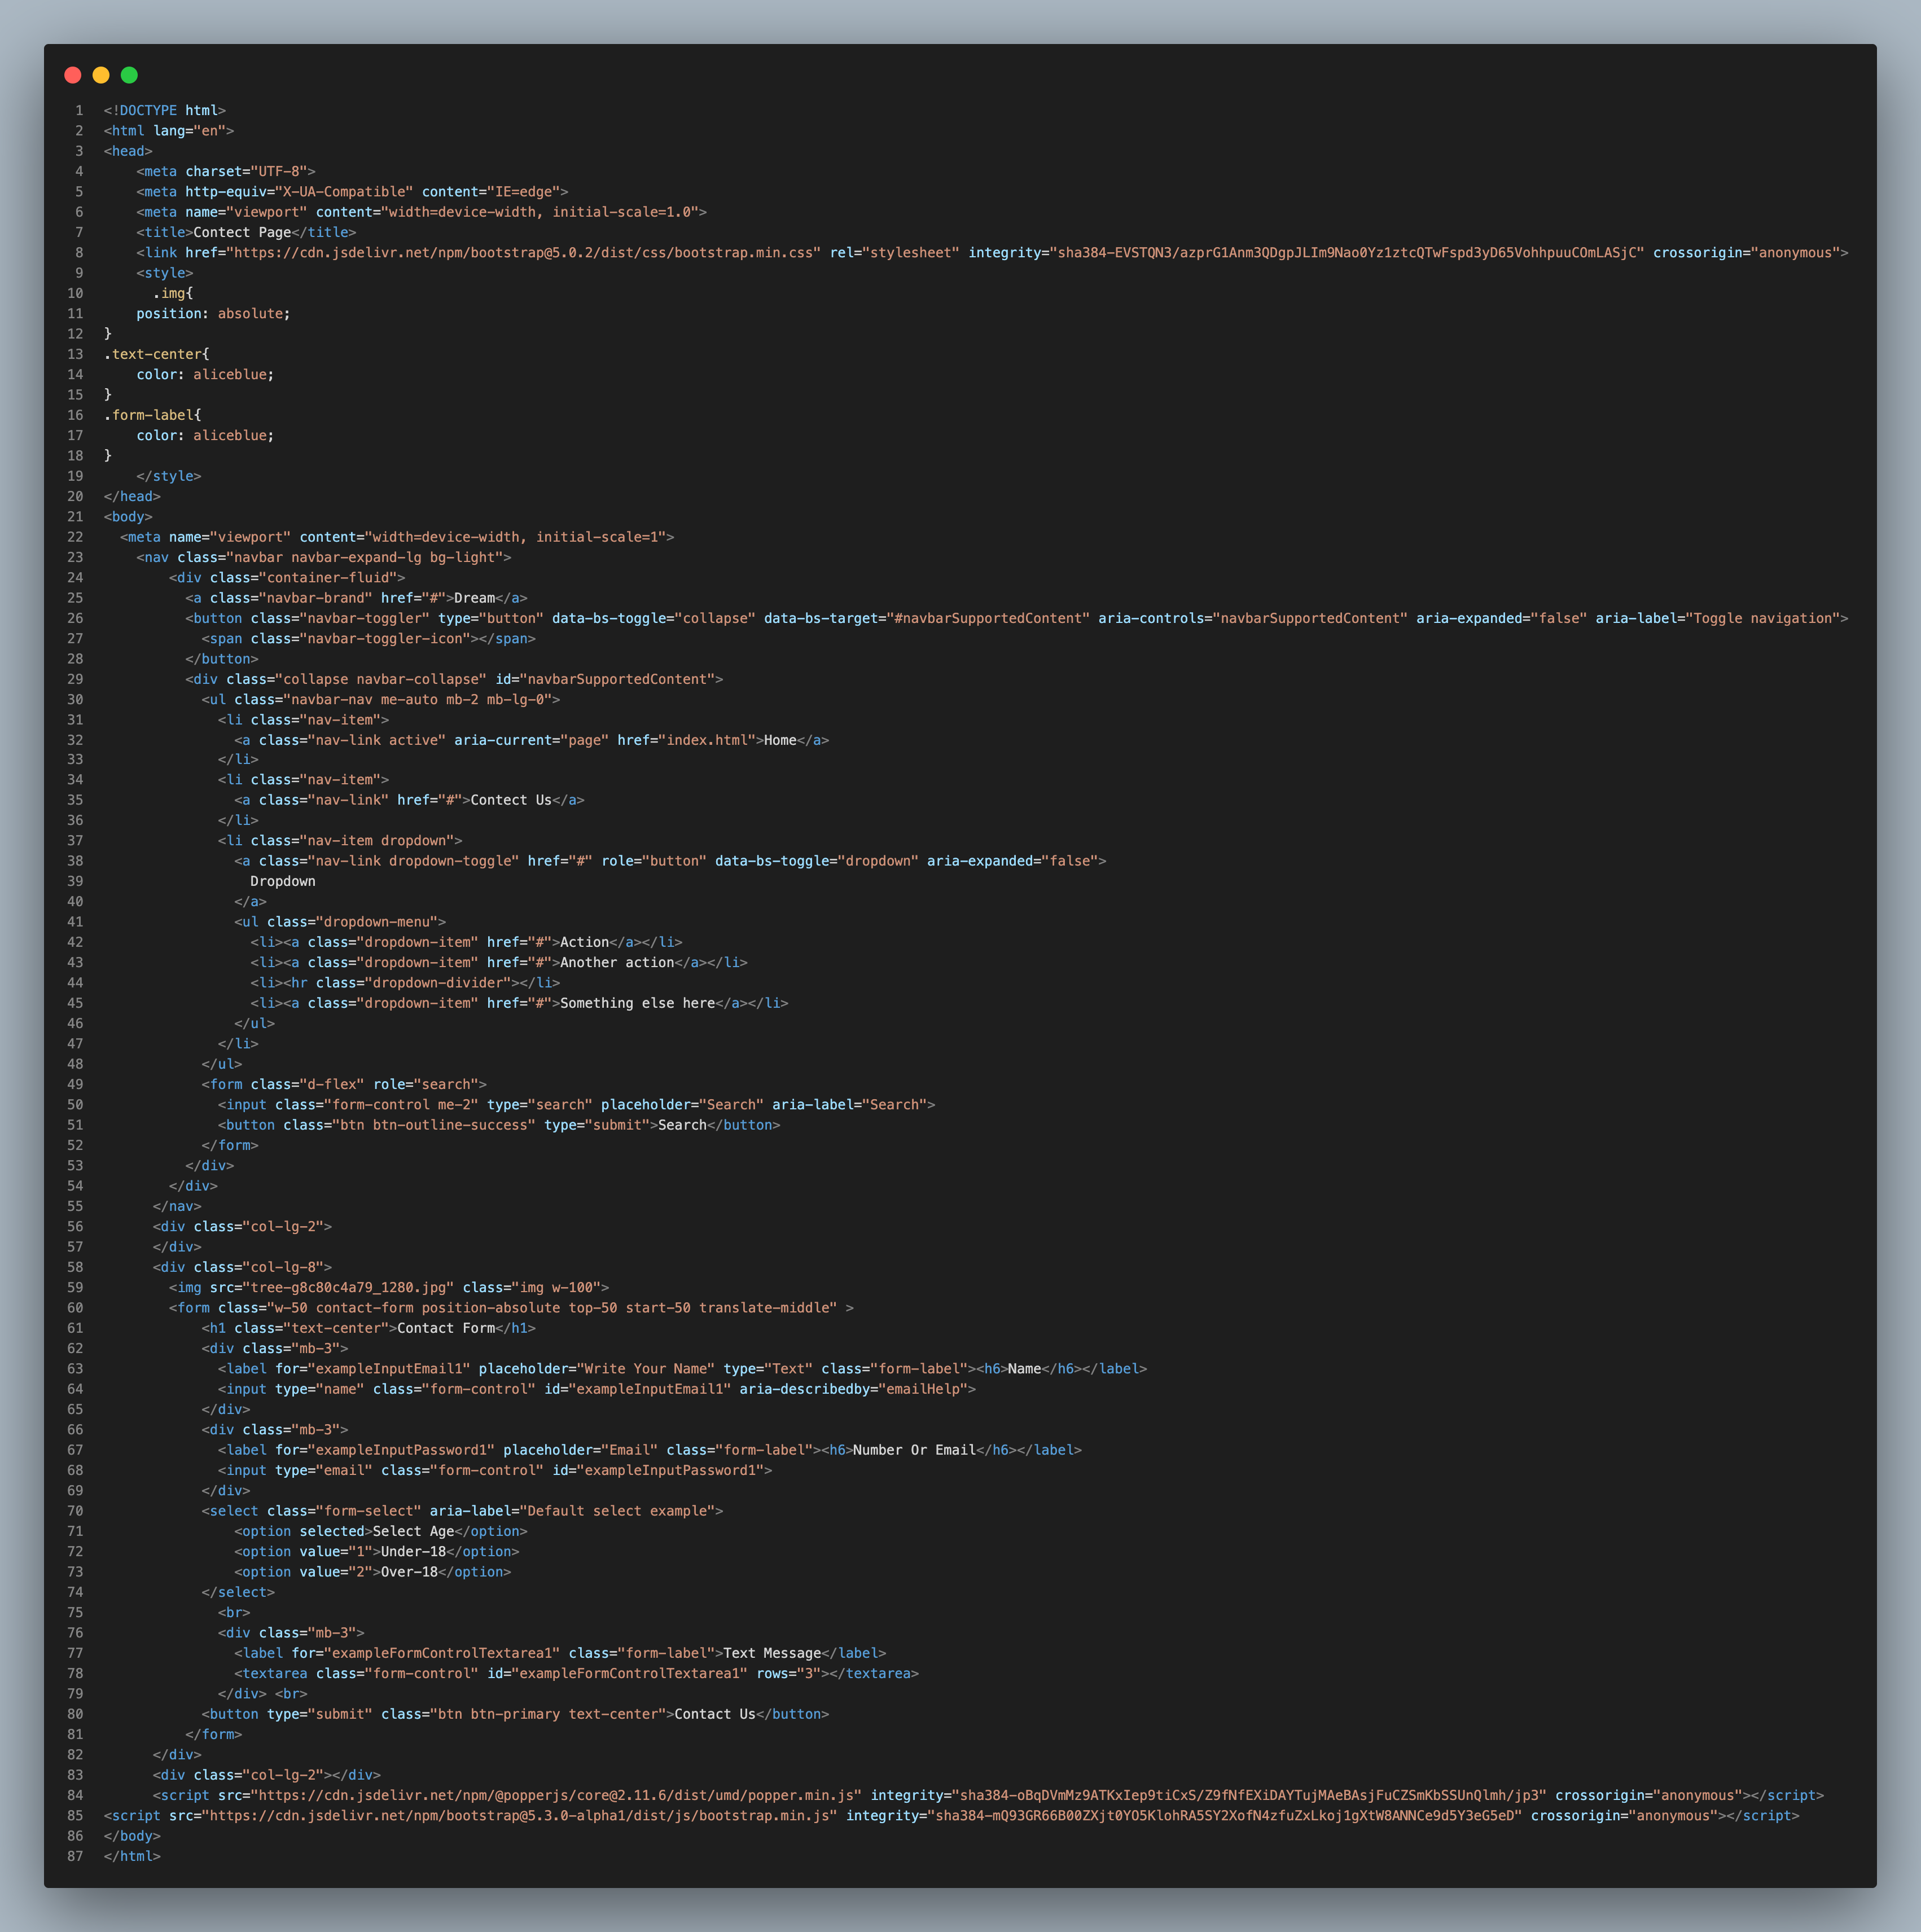 1 <!DOCTYPE html>
2 <html lang="en">
3 <head>
4     <meta charset="UTF-8">
5     <meta http-equiv="X-UA-Compatible" content="IE=edge">
6     <meta name="viewport" content="width=device-width, initial-scale=1.0">
7     <title>Contect Page</title>
8     <link href="https://cdn.jsdelivr.net/npm/bootstrap@5.0.2/dist/css/bootstrap.min.css" rel="stylesheet" integrity="sha384-EVSTQN3/azprG1Anm3QDgpJLIm9Nao0Yz1ztcQTwFspd3yD65VohhpuuCOmLASjC" crossorigin="anonymous">
9     <style>
10       .img{
11     position: absolute;
12 }
13 .text-center{
14     color: aliceblue;
15 }
16 .form-label{
17     color: aliceblue;
18 }
19     </style>
20 </head>
21 <body>
22   <meta name="viewport" content="width=device-width, initial-scale=1">
23     <nav class="navbar navbar-expand-lg bg-light">
24         <div class="container-fluid">
25           <a class="navbar-brand" href="#">Dream</a>
26           <button class="navbar-toggler" type="button" data-bs-toggle="collapse" data-bs-target="#navbarSupportedContent" aria-controls="navbarSupportedContent" aria-expanded="false" aria-label="Toggle navigation">
27             <span class="navbar-toggler-icon"></span>
28           </button>
29           <div class="collapse navbar-collapse" id="navbarSupportedContent">
30             <ul class="navbar-nav me-auto mb-2 mb-lg-0">
31               <li class="nav-item">
32                 <a class="nav-link active" aria-current="page" href="index.html">Home</a>
33               </li>
34               <li class="nav-item">
35                 <a class="nav-link" href="#">Contect Us</a>
36               </li>
37               <li class="nav-item dropdown">
38                 <a class="nav-link dropdown-toggle" href="#" role="button" data-bs-toggle="dropdown" aria-expanded="false">
39                   Dropdown
40                 </a>
41                 <ul class="dropdown-menu">
42                   <li><a class="dropdown-item" href="#">Action</a></li>
43                   <li><a class="dropdown-item" href="#">Another action</a></li>
44                   <li><hr class="dropdown-divider"></li>
45                   <li><a class="dropdown-item" href="#">Something else here</a></li>
46                 </ul>
47               </li>
48             </ul>
49             <form class="d-flex" role="search">
50               <input class="form-control me-2" type="search" placeholder="Search" aria-label="Search">
51               <button class="btn btn-outline-success" type="submit">Search</button>
52             </form>
53           </div>
54         </div>
55       </nav>
56       <div class="col-lg-2">
57       </div>
58       <div class="col-lg-8">
59         <img src="tree-g8c80c4a79_1280.jpg" class="img w-100">
60         <form class="w-50 contact-form position-absolute top-50 start-50 translate-middle" >
61             <h1 class="text-center">Contact Form</h1>
62             <div class="mb-3">
63               <label for="exampleInputEmail1" placeholder="Write Your Name" type="Text" class="form-label"><h6>Name</h6></label>
64               <input type="name" class="form-control" id="exampleInputEmail1" aria-describedby="emailHelp">
65             </div>
66             <div class="mb-3">
67               <label for="exampleInputPassword1" placeholder="Email" class="form-label"><h6>Number Or Email</h6></label>
68               <input type="email" class="form-control" id="exampleInputPassword1">
69             </div>
70             <select class="form-select" aria-label="Default select example">
71                 <option selected>Select Age</option>
72                 <option value="1">Under-18</option>
73                 <option value="2">Over-18</option>
74             </select>
75               <br>
76               <div class="mb-3">
77                 <label for="exampleFormControlTextarea1" class="form-label">Text Message</label>
78                 <textarea class="form-control" id="exampleFormControlTextarea1" rows="3"></textarea>
79               </div> <br>
80             <button type="submit" class="btn btn-primary text-center">Contact Us</button>
81           </form>
82       </div>
83       <div class="col-lg-2"></div>
84       <script src="https://cdn.jsdelivr.net/npm/@popperjs/core@2.11.6/dist/umd/popper.min.js" integrity="sha384-oBqDVmMz9ATKxIep9tiCxS/Z9fNfEXiDAYTujMAeBAsjFuCZSmKbSSUnQlmh/jp3" crossorigin="anonymous"></script>
85 <script src="https://cdn.jsdelivr.net/npm/bootstrap@5.3.0-alpha1/dist/js/bootstrap.min.js" integrity="sha384-mQ93GR66B00ZXjt0YO5KlohRA5SY2XofN4zfuZxLkoj1gXtW8ANNCe9d5Y3eG5eD" crossorigin="anonymous"></script>
86 </body>
87 </html>